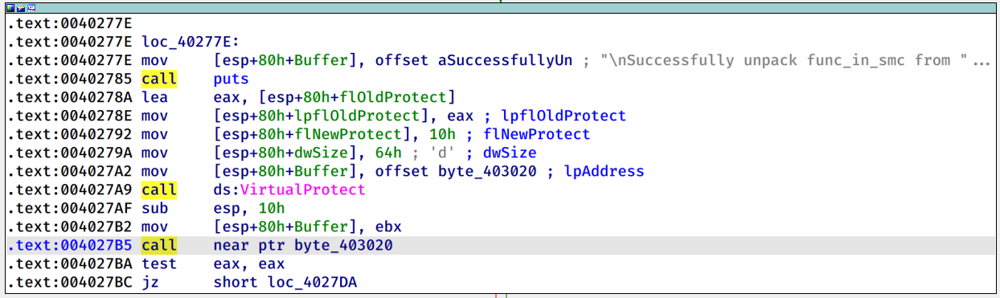 .text:0040277E
.text:0040277E loc_40277E:
.text:0040277E mov     [esp+80h+Buffer], offset aSuccessfullyUn ; "\nSuccessfully unpack func_in_smc from "...
.text:00402785 call    puts
.text:0040278A lea     eax, [esp+80h+flOldProtect]
.text:0040278E mov     [esp+80h+lpflOldProtect], eax ; lpflOldProtect
.text:00402792 mov     [esp+80h+flNewProtect], 10h ; flNewProtect
.text:0040279A mov     [esp+80h+dwSize], 64h ; 'd' ; dwSize
.text:004027A2 mov     [esp+80h+Buffer], offset byte_403020 ; lpAddress
.text:004027A9 call    ds:VirtualProtect
.text:004027AF sub     esp, 10h
.text:004027B2 mov     [esp+80h+Buffer], ebx
.text:004027B5 call    near ptr byte_403020
.text:004027BA test    eax, eax
.text:004027BC jz      short loc_4027DA